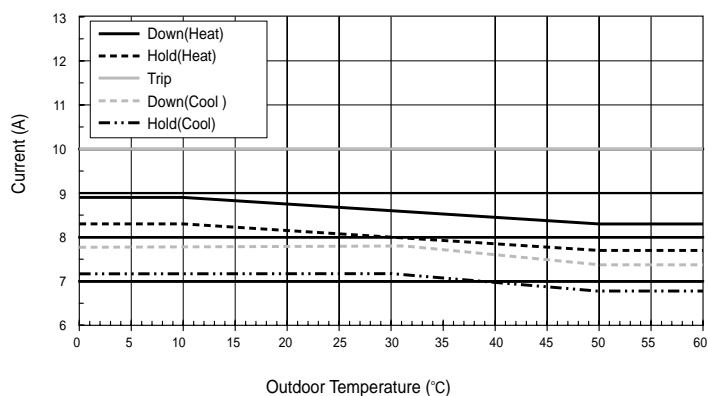 Current (A)
13
12
11
10
9
8
7
6
Down(Heat)
Hold(Heat)
Trip
Down(Cool )
Hold(Cool)
0 5 10 15 20 25 30 35 40 45 50 55 60
Outdoor Temperature (°C)